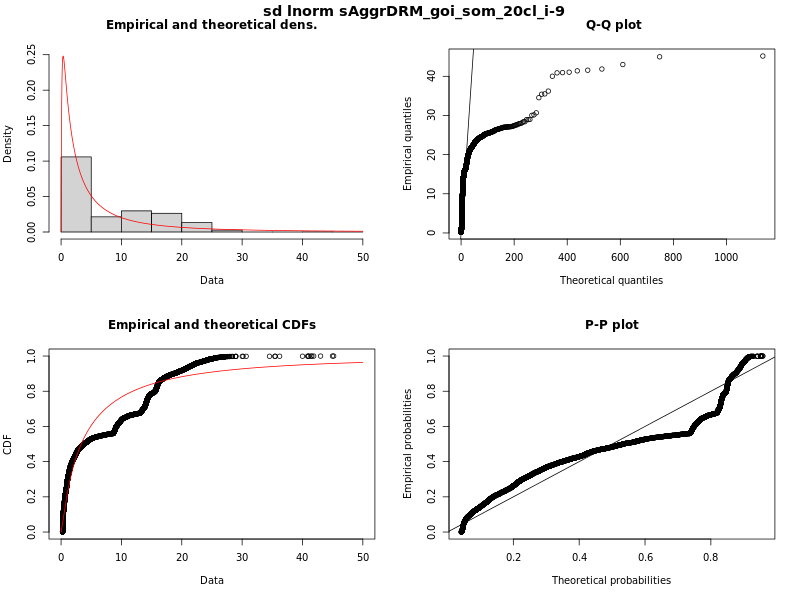 sd lnorm sAggrDRM_goi_som_20cl_i-9
Empirical and theoretical dens.
Density
0.00 0.05 0.10 0.15 0.20 0.25
0 10 20 30 40 50
Data
Q-Q plot
Empirical quantiles
0 10 20 30 40
0 200 400 600 800 1000
Theoretical quantiles
Empirical and theoretical CDFs
CDF
0.0 0.2 0.4 0.6 0.8 1.0
0 10 20 30 40 50
Data
P-P plot
Empirical probabilities
0.0 0.2 0.4 0.6 0.8 1.0
0.2 0.4 0.6 0.8
Theoretical probabilities